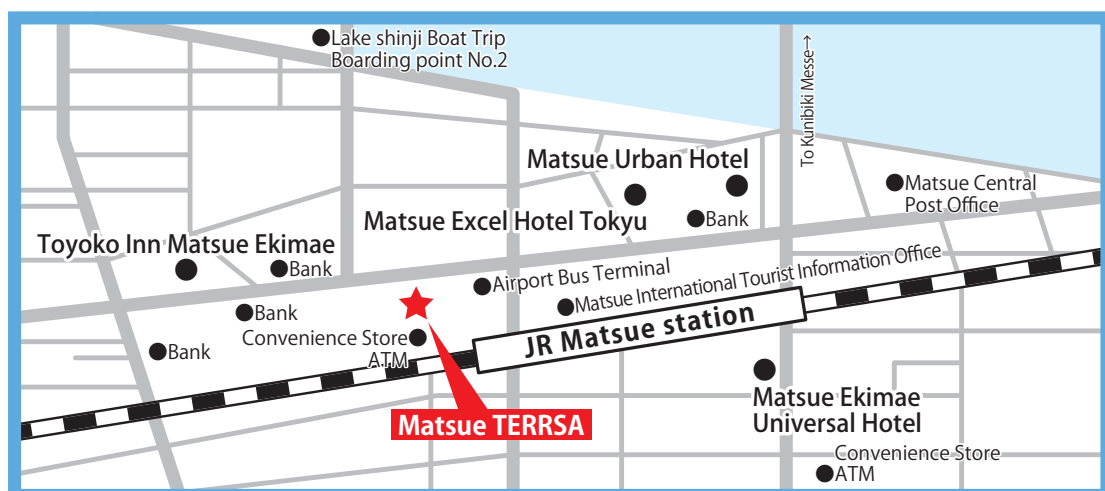 Lake shinji Boat Trip
Boarding point No.2
To Kunibiki Messe→
Matsue Urban Hotel
Matsue Central
Post Office
Bank
Matsue Excel Hotel Tokyu
Toyoko Inn Matsue Ekimae
Bank
Airport Bus Terminal
Matsue International Tourist Information Office
Bank
JR Matsue station
Convenience Store
ATM
Bank
Matsue TERRSA
Matsue Ekimae
Universal Hotel
Convenience Store
ATM